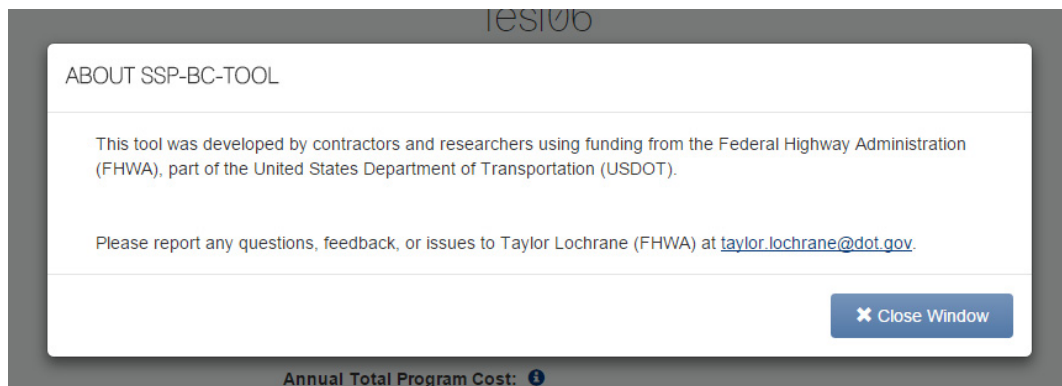 Test06
ABOUT SSP-BC-TOOL
This tool was developed by contractors and researchers using funding from the Federal Highway Administration
(FHWA), part of the United States Department of Transportation (USDOT).
Please report any questions, feedback, or issues to Taylor Lochrane (FHWA) at taylor.lochrane@dot.gov.
✖ Close Window
Annual Total Program Cost: